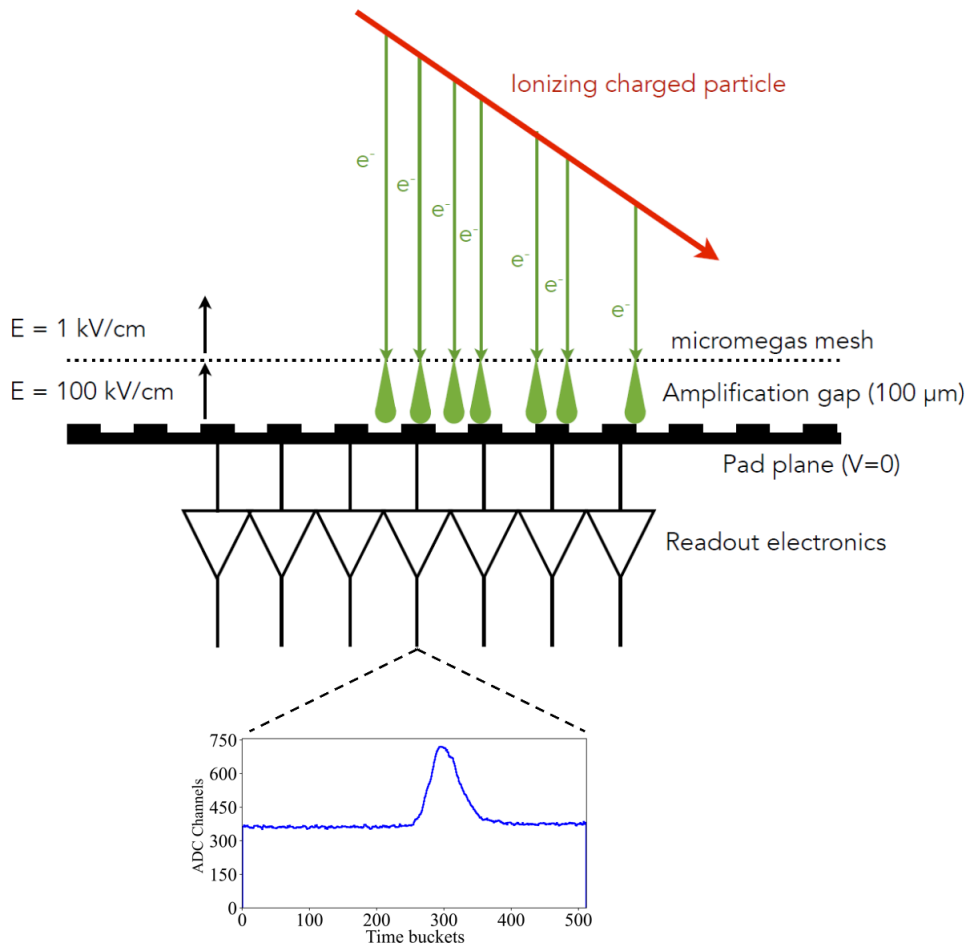 Ionizing charged particle
e⁻
e⁻
e⁻
e⁻
e⁻
e⁻
e⁻
E = 1 kV/cm
micromegas mesh
E = 100 kV/cm
Amplification gap (100 μm)
Pad plane (V=0)
Readout electronics
750
600
450
300
150
0
ADC Channels
0 100 200 300 400 500
Time buckets